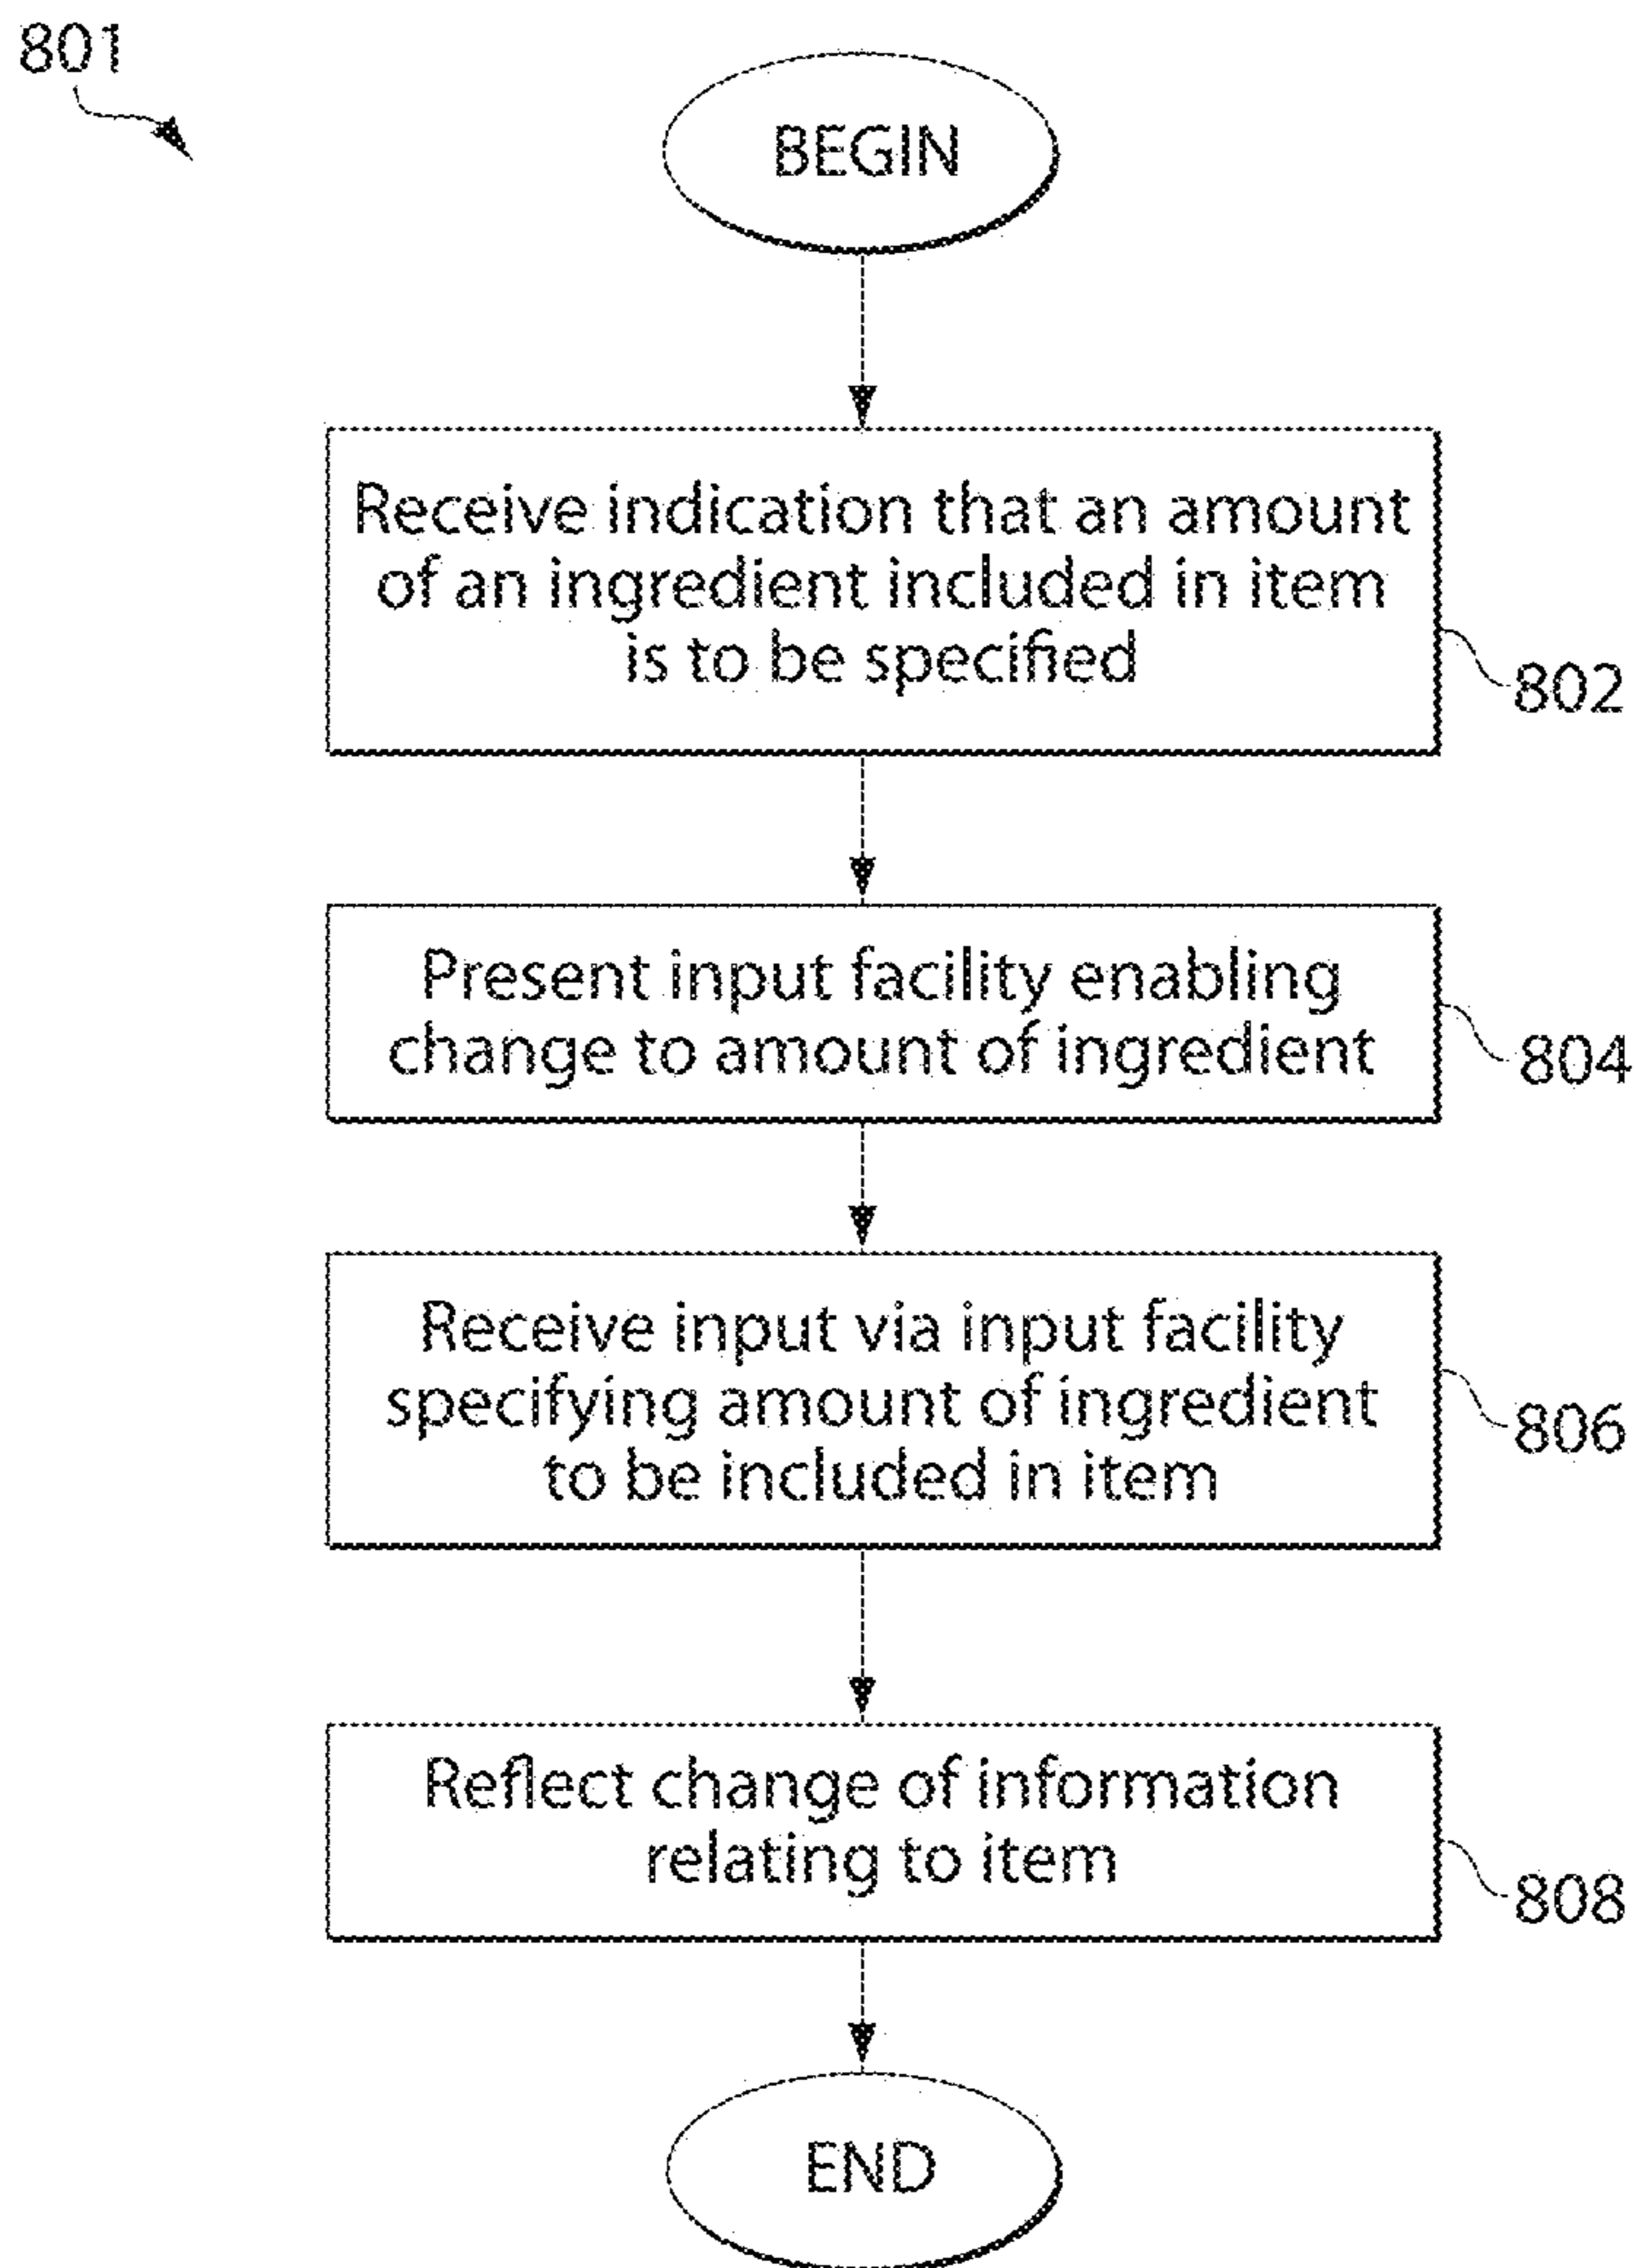 801
BEGIN
Receive indication that an amount
of an ingredient included in item
is to be specified
802
Present input facility enabling
change to amount of ingredient
804
Receive input via input facility
specifying amount of ingredient
to be included in item
806
Reflect change of information
relating to item
808
END